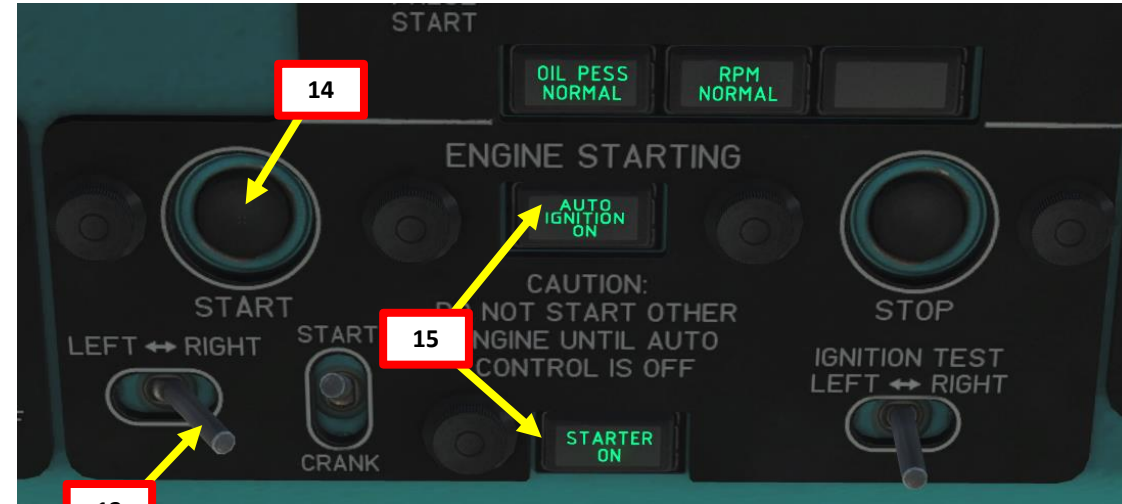 START
OIL PESS
NORMAL
RPM
NORMAL
14
ENGINE STARTING
AUTO
IGNITION
ON
START
CAUTION:
NOT START OTHER
ENGINE UNTIL AUTO
CONTROL IS OFF
15
STOP
LEFT ↔ RIGHT
START
CRANK
IGNITION TEST
LEFT ↔ RIGHT
STARTER
ON